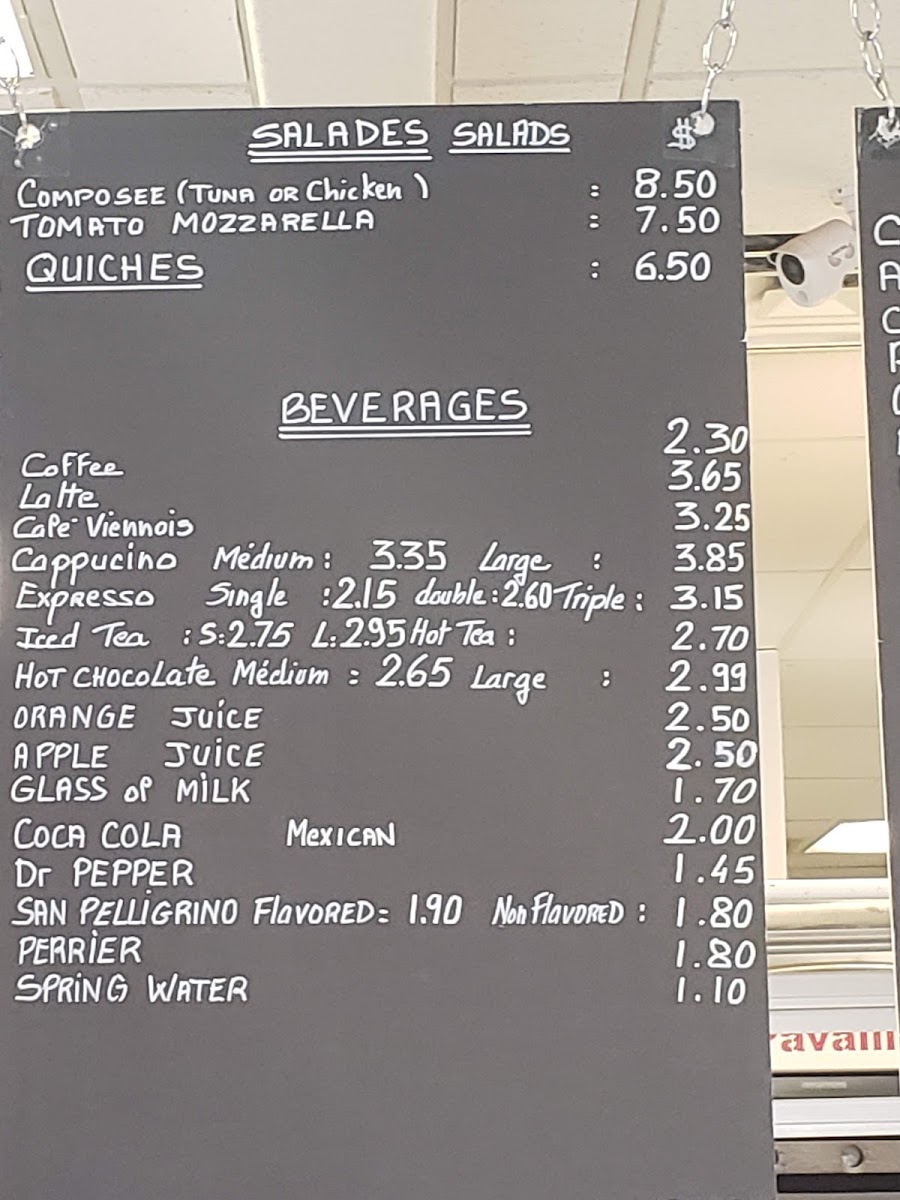 SALADES SALADS $
COMPOSEE (TUNA OR Chicken) : 8.50
TOMATO MOZZARELLA : 7.50
QUICHES : 6.50
BEVERAGES
Coffee 2.30
Latte 3.65
Café Viennois 3.25
Cappucino Médium: 3.35 Large : 3.85
Expresso Single :2.15 double:2.60 Triple: 3.15
Iced Tea :S:2.75 L:2.95 Hot Tea : 2.70
HOT CHOCOLate Médium : 2.65 Large : 2.99
ORANGE JUICE 2.50
APPLE JUICE 2.50
GLASS of MILK 1.70
COCA COLA MEXICAN 2.00
Dr PEPPER 1.45
SAN PELLIGRINO FlavORED= 1.90 Non FlavORED : 1.80
PERRIER 1.80
SPRING WATER 1.10